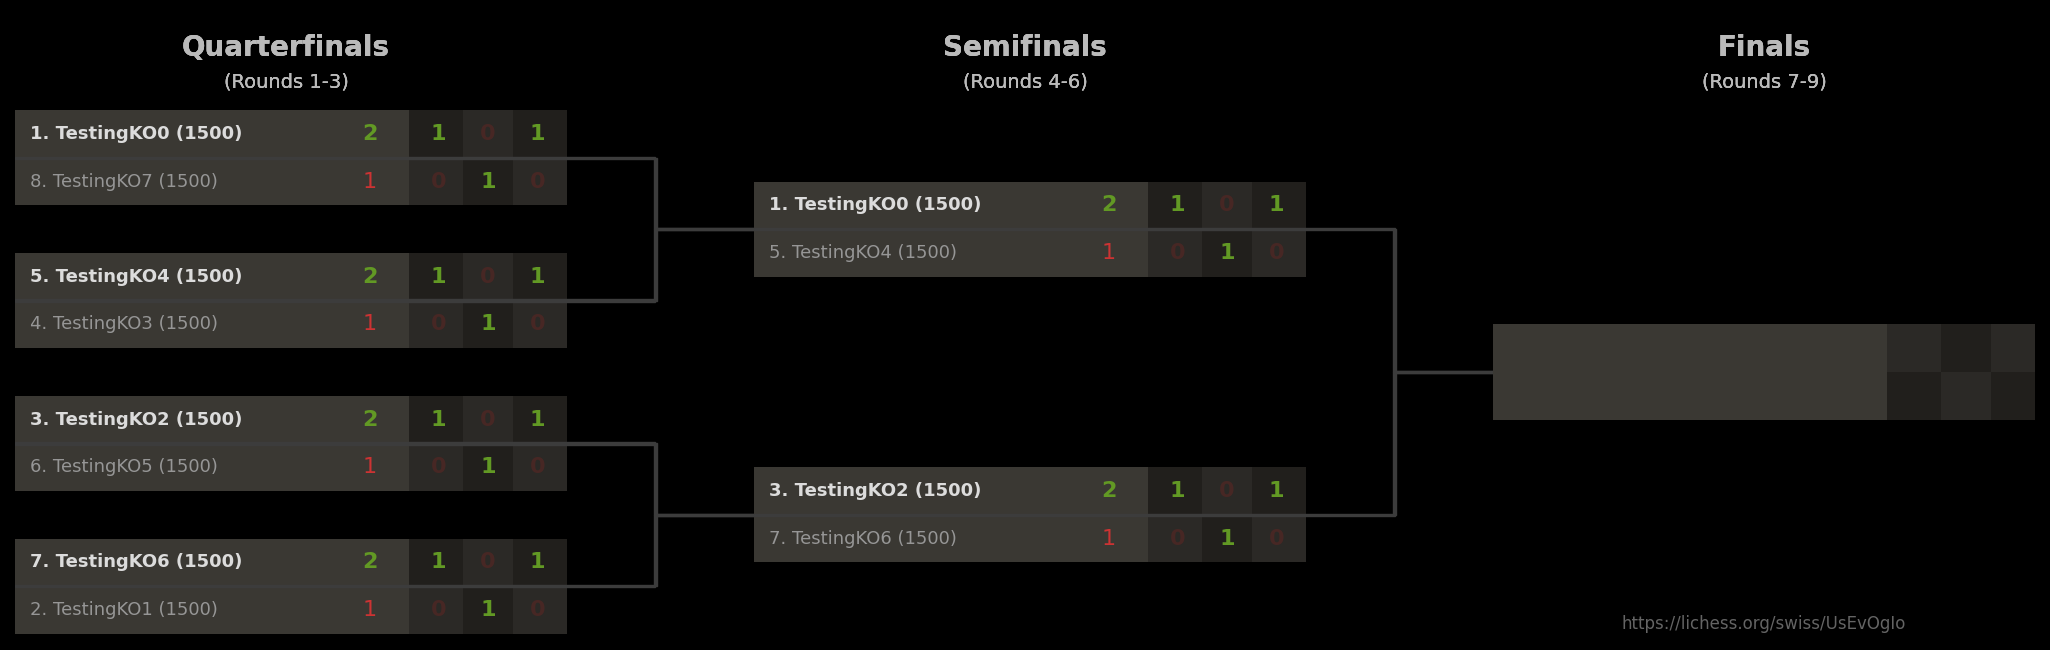 Quarterfinals
(Rounds 1-3)
1. TestingKO0 (1500) 2 1 0 1
8. TestingKO7 (1500) 1 0 1 0
5. TestingKO4 (1500) 2 1 0 1
4. TestingKO3 (1500) 1 0 1 0
3. TestingKO2 (1500) 2 1 0 1
6. TestingKO5 (1500) 1 0 1 0
7. TestingKO6 (1500) 2 1 0 1
2. TestingKO1 (1500) 1 0 1 0
Semifinals
(Rounds 4-6)
1. TestingKO0 (1500) 2 1 0 1
5. TestingKO4 (1500) 1 0 1 0
3. TestingKO2 (1500) 2 1 0 1
7. TestingKO6 (1500) 1 0 1 0
Finals
(Rounds 7-9)
https://lichess.org/swiss/UsEvOgIo